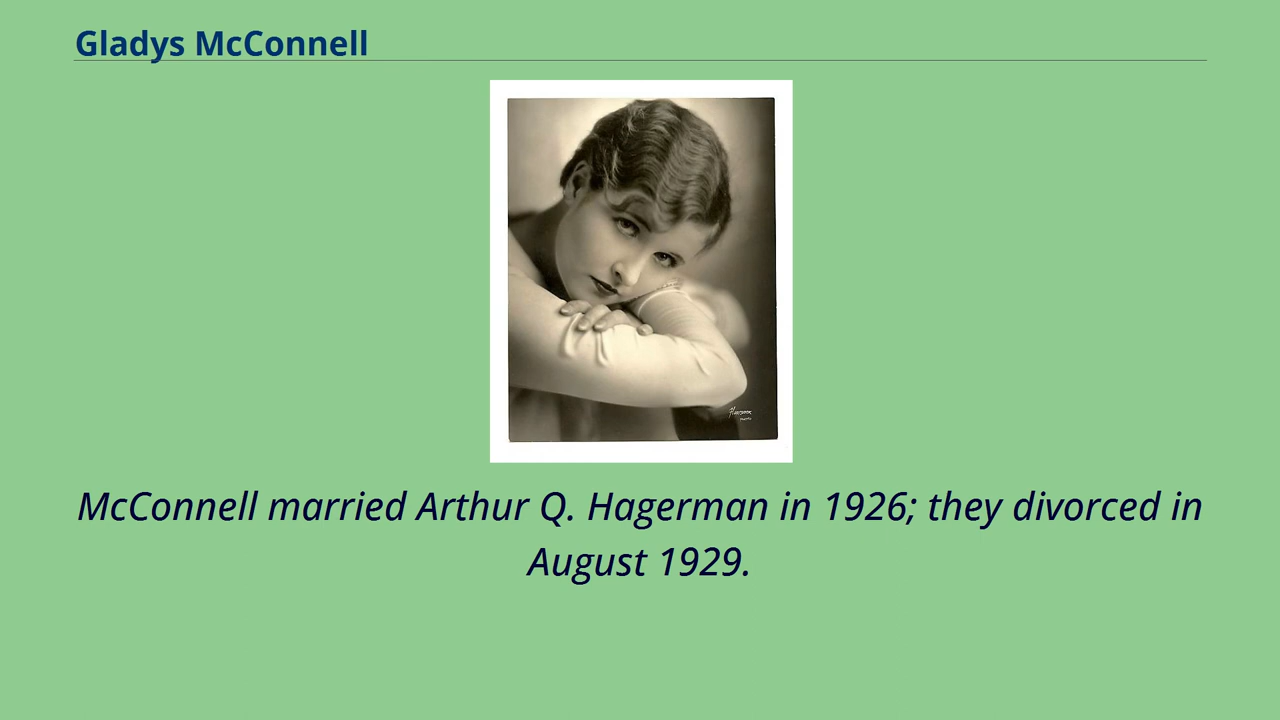 Gladys McConnell
McConnell married Arthur Q. Hagerman in 1926; they divorced in
August 1929.